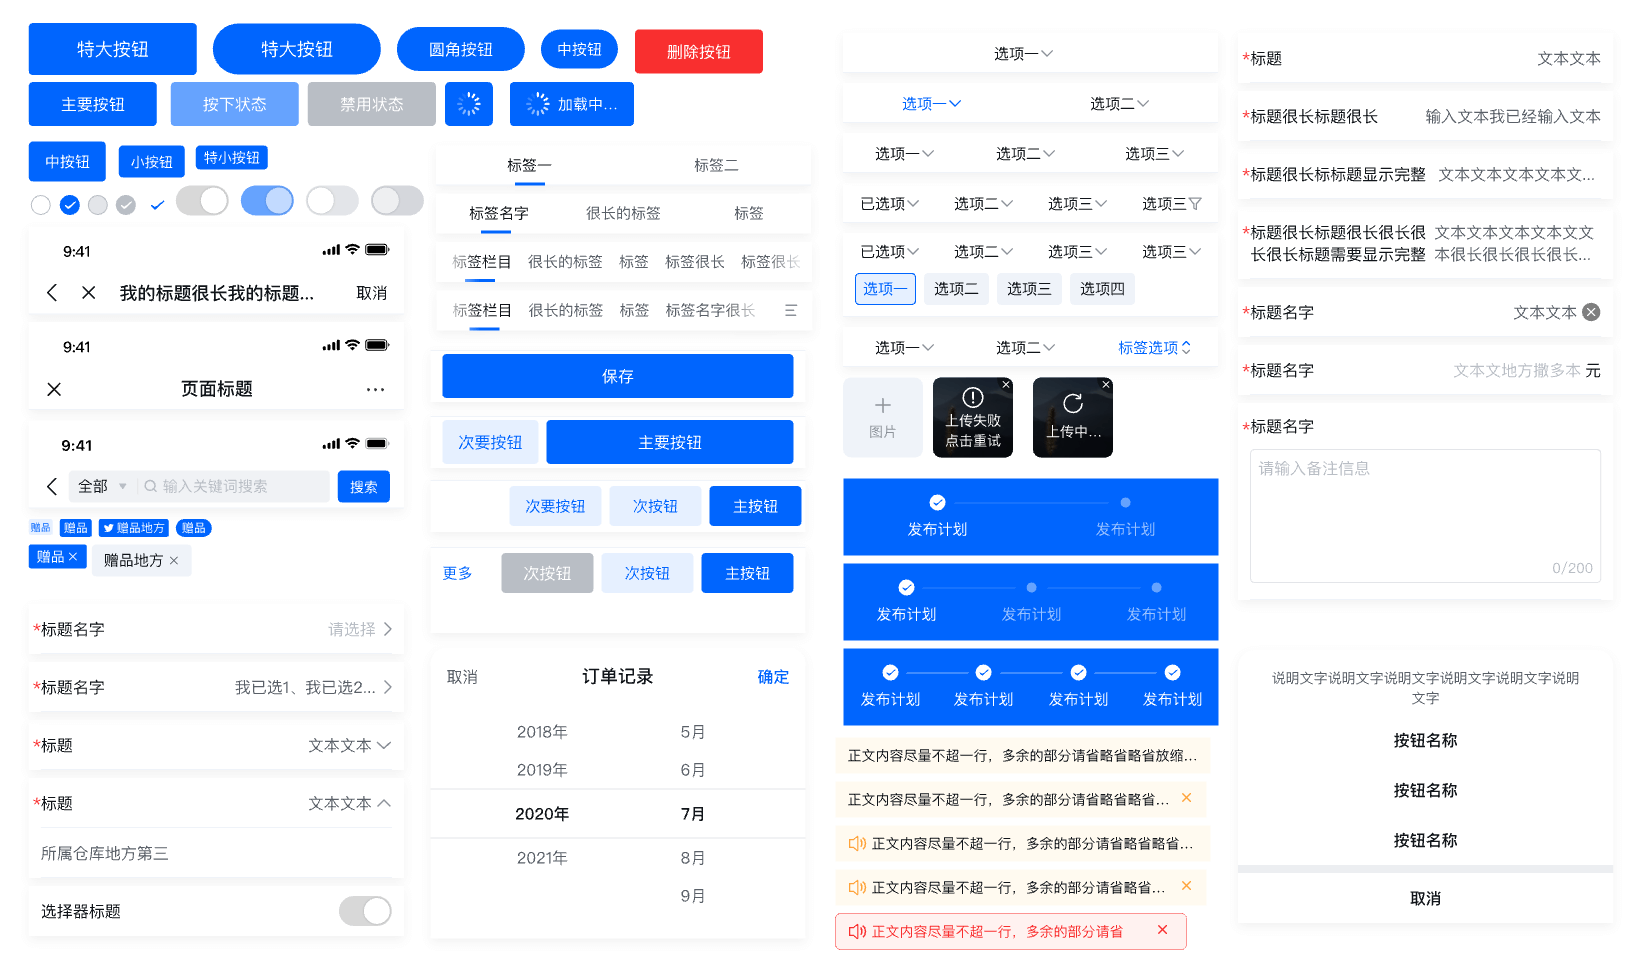 特大按钮
特大按钮
圆角按钮
中按钮
删除按钮
主要按钮
按下状态
禁用状态
加载中...
中按钮
小按钮
特小按钮
9:41
我的标题很长我的标题...
取消
9:41
页面标题
9:41
全部
输入关键词搜索
搜索
赠品
赠品
赠品地方
赠品
赠品
赠品地方
*标题名字
请选择
*标题名字
我已选1、我已选2...
*标题
文本文本
*标题
文本文本
所属仓库地方第三
选择器标题
标签一
标签二
标签名字
很长的标签
标签
标签栏目
很长的标签
标签
标签很长
标签很长
标签栏目
很长的标签
标签
标签名字很长
保存
次要按钮
主要按钮
次要按钮
次按钮
主按钮
更多
次按钮
次按钮
主按钮
取消
订单记录
确定
2018年
5月
2019年
6月
2020年
7月
2021年
8月
9月
选项一
选项一
选项二
选项一
选项二
选项三
已选项
选项二
选项三
选项三
已选项
选项二
选项三
选项三
选项一
选项二
选项三
选项四
选项一
选项二
标签选项
图片
上传失败
点击重试
上传中...
发布计划
发布计划
发布计划
发布计划
发布计划
发布计划
发布计划
发布计划
发布计划
正文内容尽量不超一行，多余的部分请省略省略省放缩...
正文内容尽量不超一行，多余的部分请省略省略省...
正文内容尽量不超一行，多余的部分请省略省略省...
正文内容尽量不超一行，多余的部分请省略省...
正文内容尽量不超一行，多余的部分请省
*标题
文本文本
*标题很长标题很长
输入文本我已经输入文本
*标题很长标标题显示完整
文本文本文本文本文...
*标题很长标题很长很长很
长很长标题需要显示完整
文本文本文本文本文文
本很长很长很长很长...
*标题名字
文本文本
*标题名字
文本文地方撒多本
元
*标题名字
请输入备注信息
0/200
说明文字说明文字说明文字说明文字说明文字说明
文字
按钮名称
按钮名称
按钮名称
取消